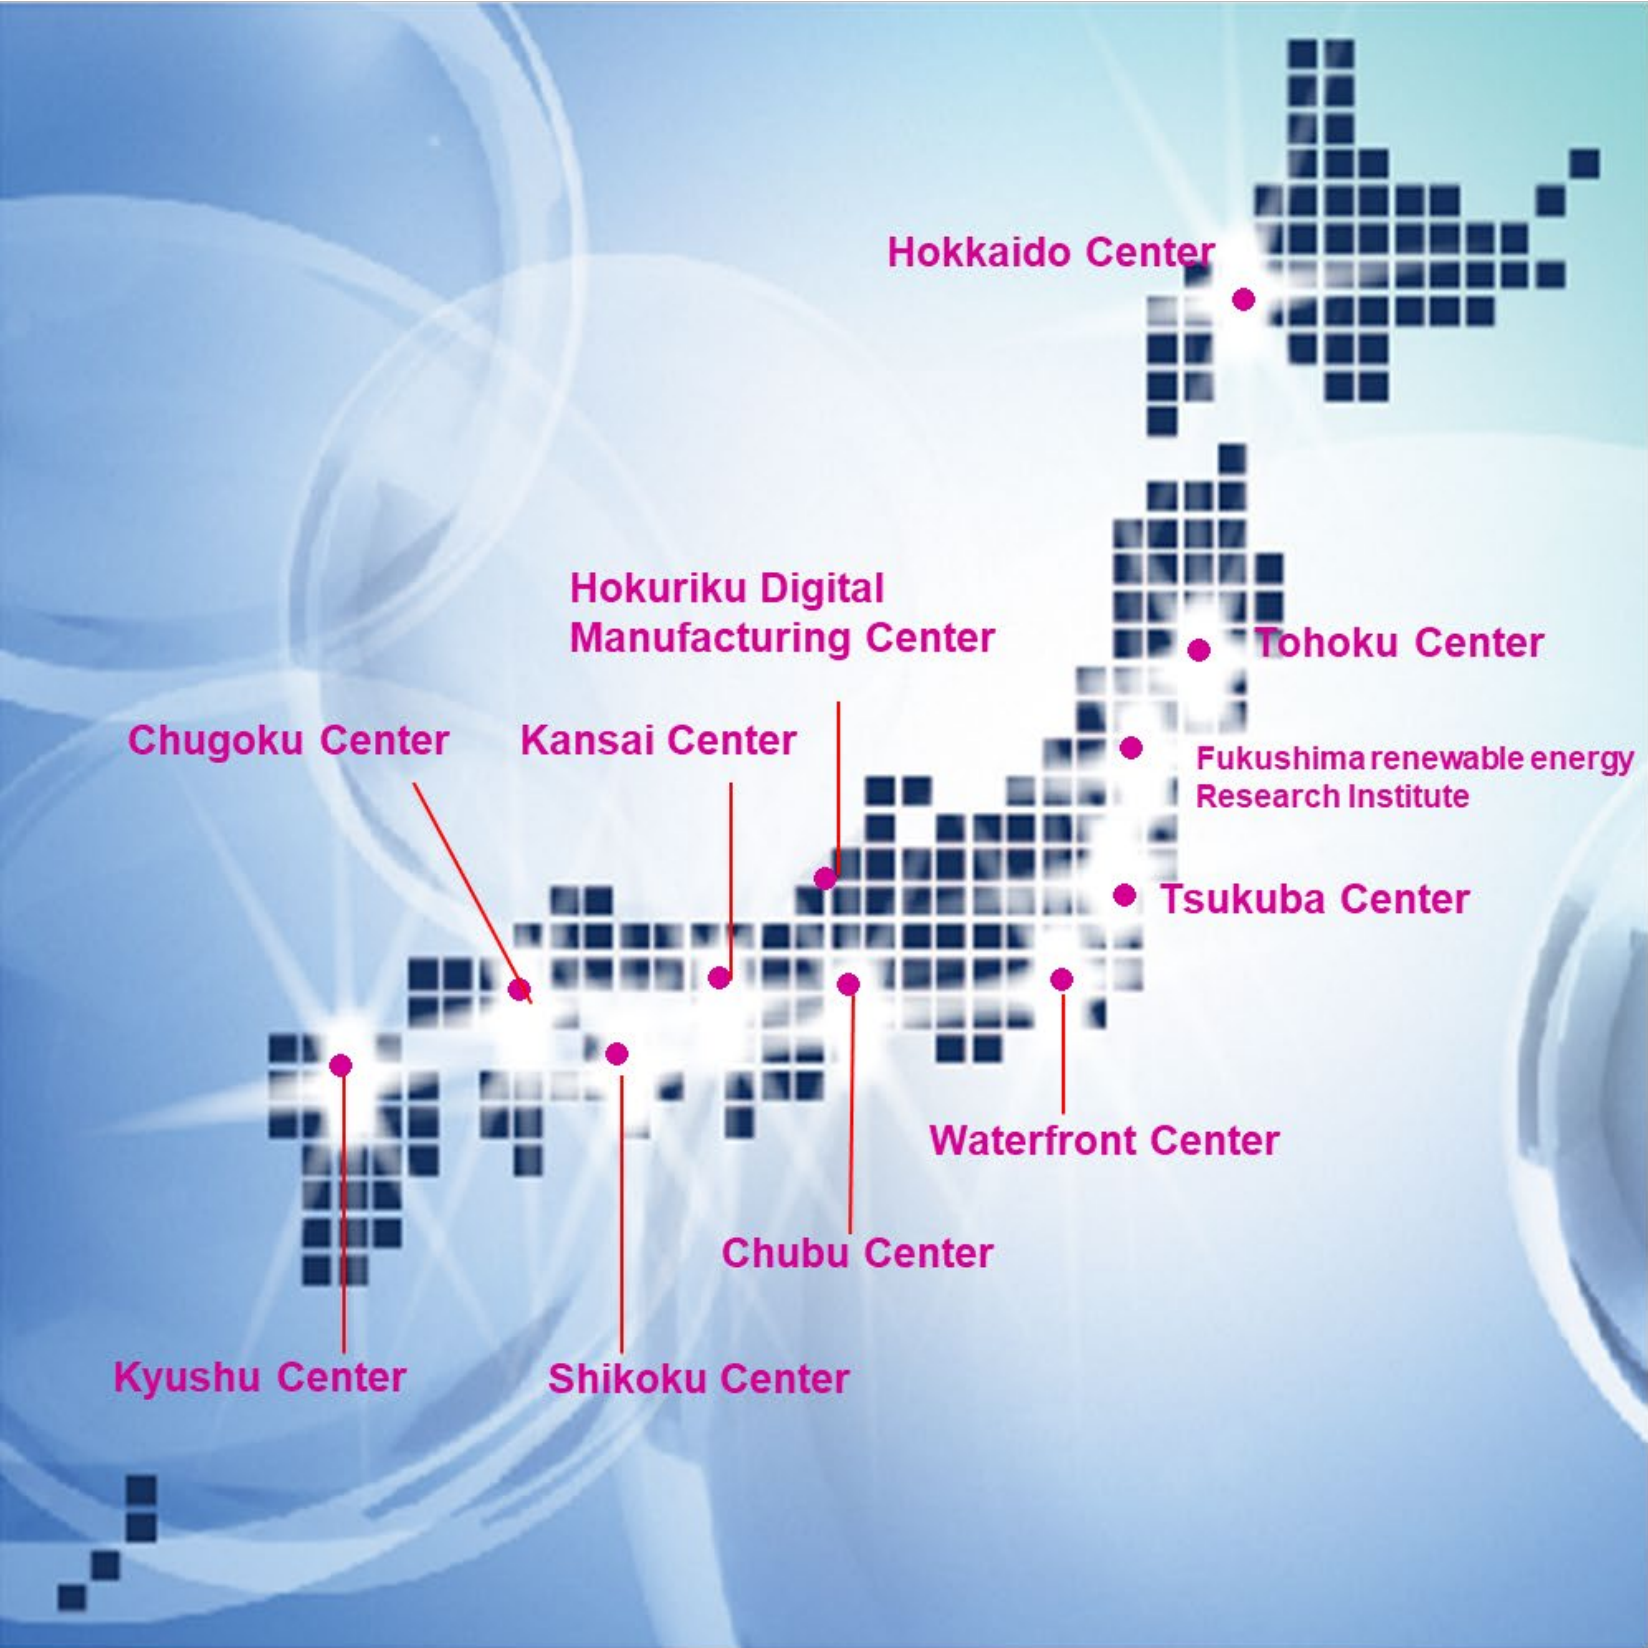 Hokkaido Center
Hokuriku Digital
Manufacturing Center
Tohoku Center
Chugoku Center
Kansai Center
Fukushima renewable energy
Research Institute
Tsukuba Center
Waterfront Center
Chubu Center
Kyushu Center
Shikoku Center